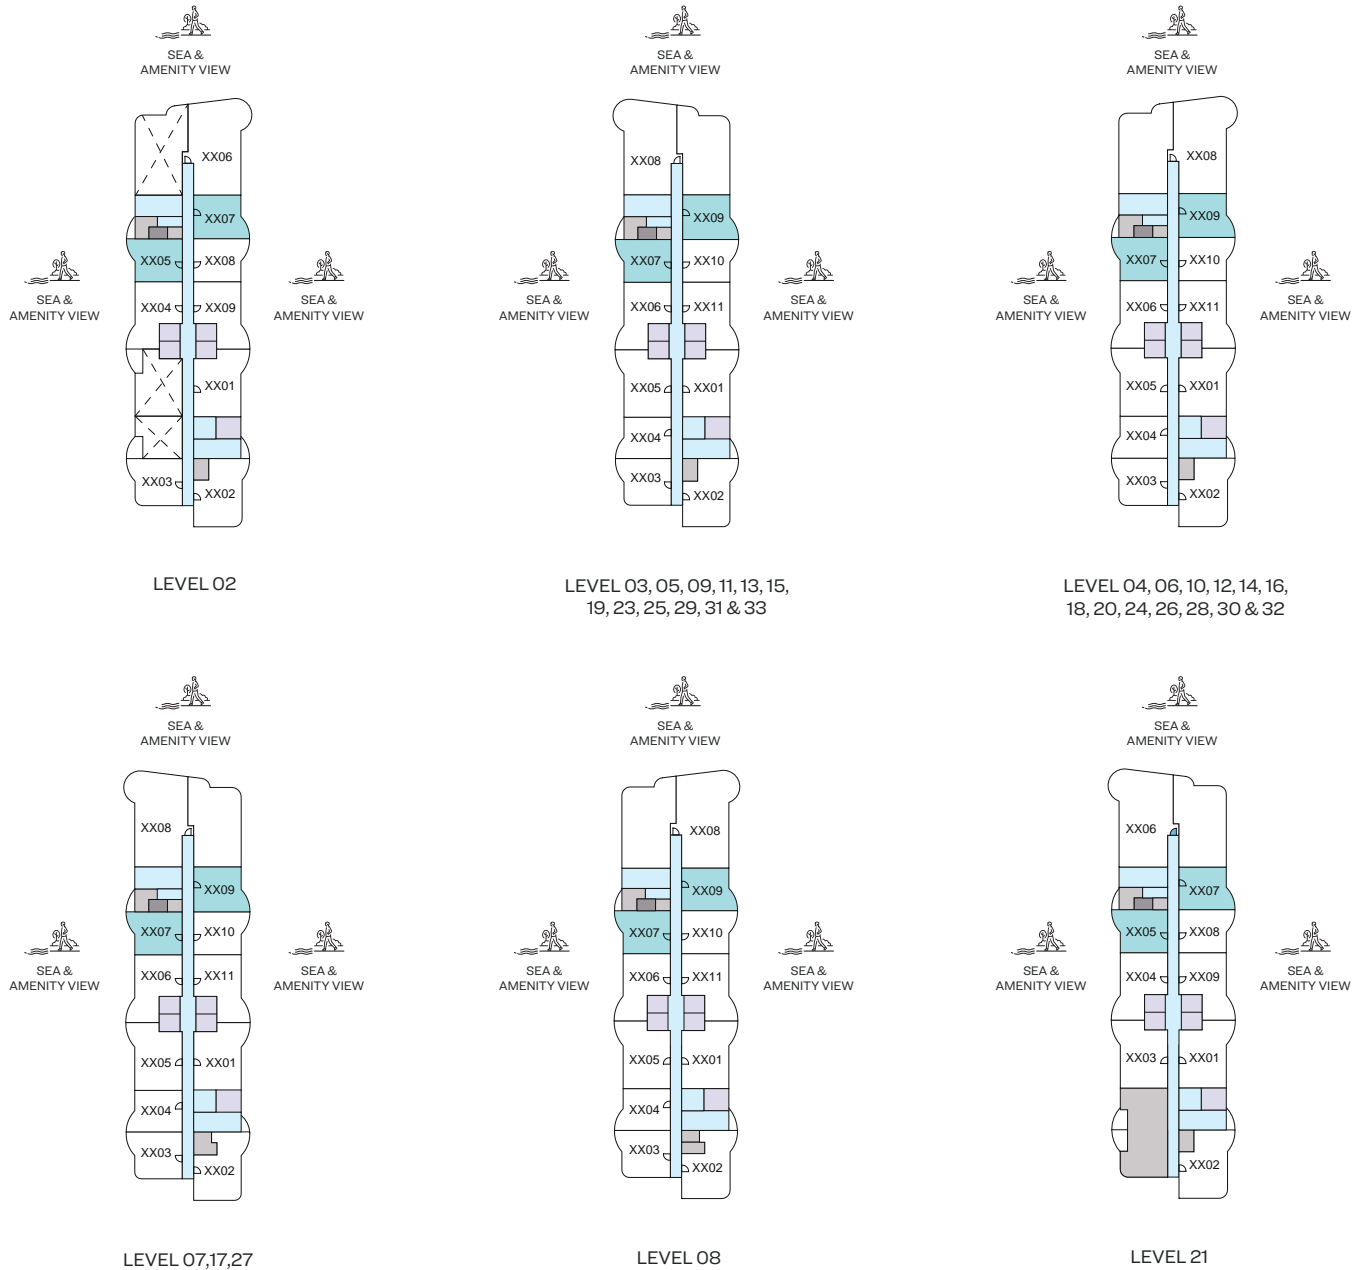 SEA &
AMENITY VIEW
XX06
XX07
XX05
XX08
SEA &
AMENITY VIEW
SEA &
AMENITY VIEW
XX04
XX09
XX01
XX03
XX02
LEVEL 02
SEA &
AMENITY VIEW
XX08
XX09
XX07
XX10
SEA &
AMENITY VIEW
SEA &
AMENITY VIEW
XX06
XX11
XX05
XX01
XX04
XX03
XX02
LEVEL 03, 05, 09, 11, 13, 15,
19, 23, 25, 29, 31 & 33
SEA &
AMENITY VIEW
XX08
XX09
XX07
XX10
SEA &
AMENITY VIEW
SEA &
AMENITY VIEW
XX06
XX11
XX05
XX01
XX04
XX03
XX02
LEVEL 04, 06, 10, 12, 14, 16,
18, 20, 24, 26, 28, 30 & 32
SEA &
AMENITY VIEW
XX08
XX09
XX07
XX10
SEA &
AMENITY VIEW
SEA &
AMENITY VIEW
XX06
XX11
XX05
XX01
XX04
XX03
XX02
LEVEL 07,17,27
SEA &
AMENITY VIEW
XX08
XX09
XX07
XX10
SEA &
AMENITY VIEW
SEA &
AMENITY VIEW
XX06
XX11
XX05
XX01
XX04
XX03
XX02
LEVEL 08
SEA &
AMENITY VIEW
XX06
XX07
XX05
XX08
SEA &
AMENITY VIEW
SEA &
AMENITY VIEW
XX04
XX09
XX03
XX01
XX02
LEVEL 21